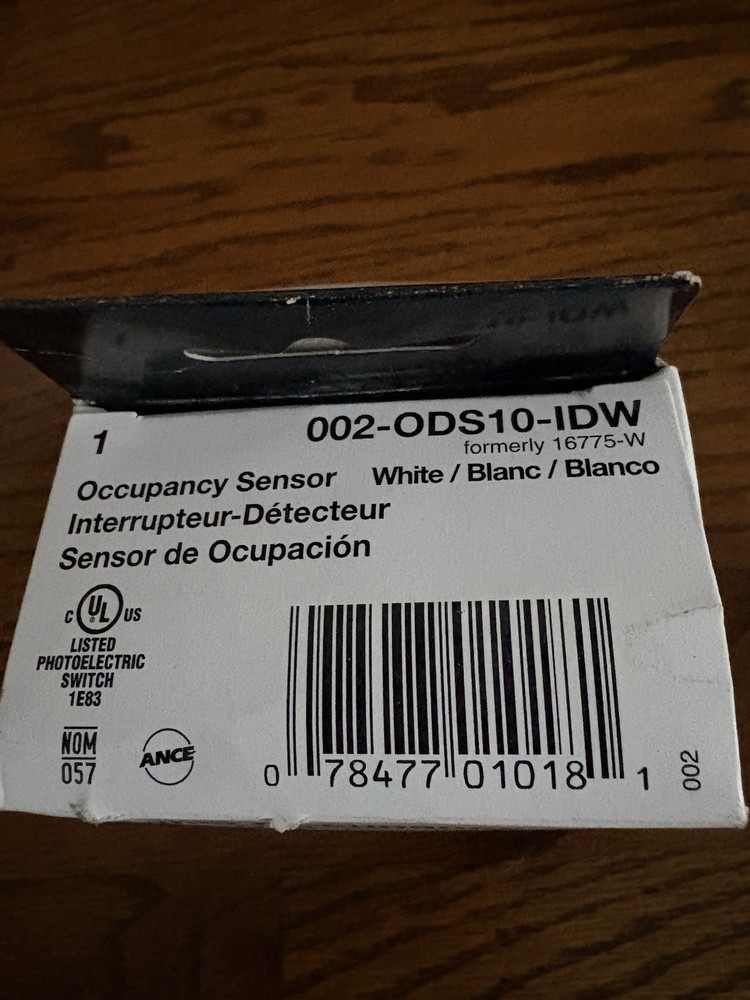 1
002-ODS10-IDW
formerly 16775-W
Occupancy Sensor White / Blanc / Blanco
Interrupteur-Détecteur
Sensor de Ocupación
C UL ® US
LISTED
PHOTOELECTRIC
SWITCH
1E83
NOM
057
ANCE
0 78477 01018 1
002